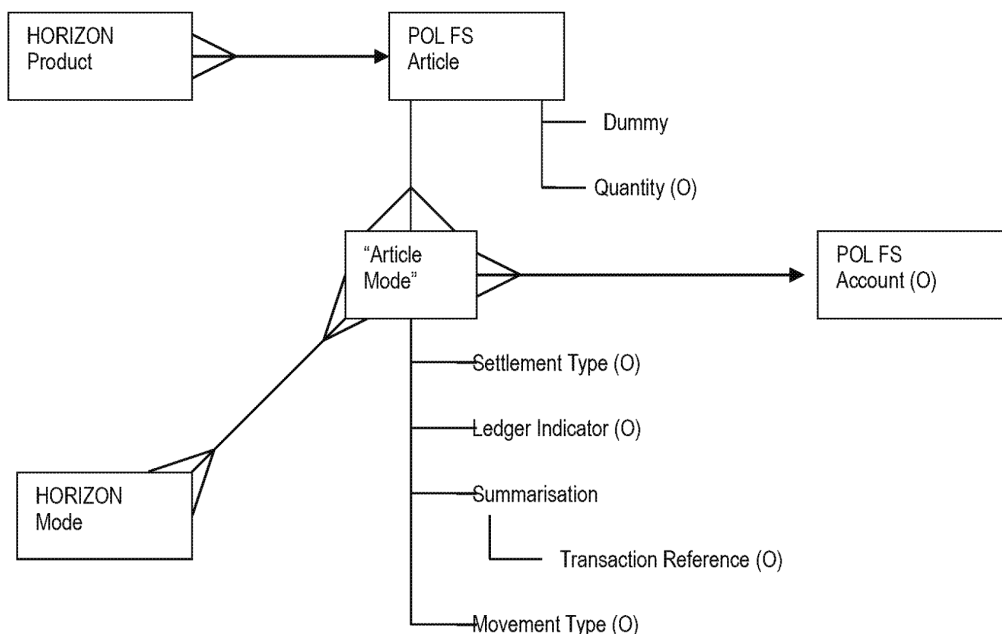 HORIZON
Product
POL FS
Article
Dummy
Quantity (O)
“Article
Mode”
POL FS
Account (O)
Settlement Type (O)
Ledger Indicator (O)
Summarisation
Transaction Reference (O)
Movement Type (O)
HORIZON
Mode